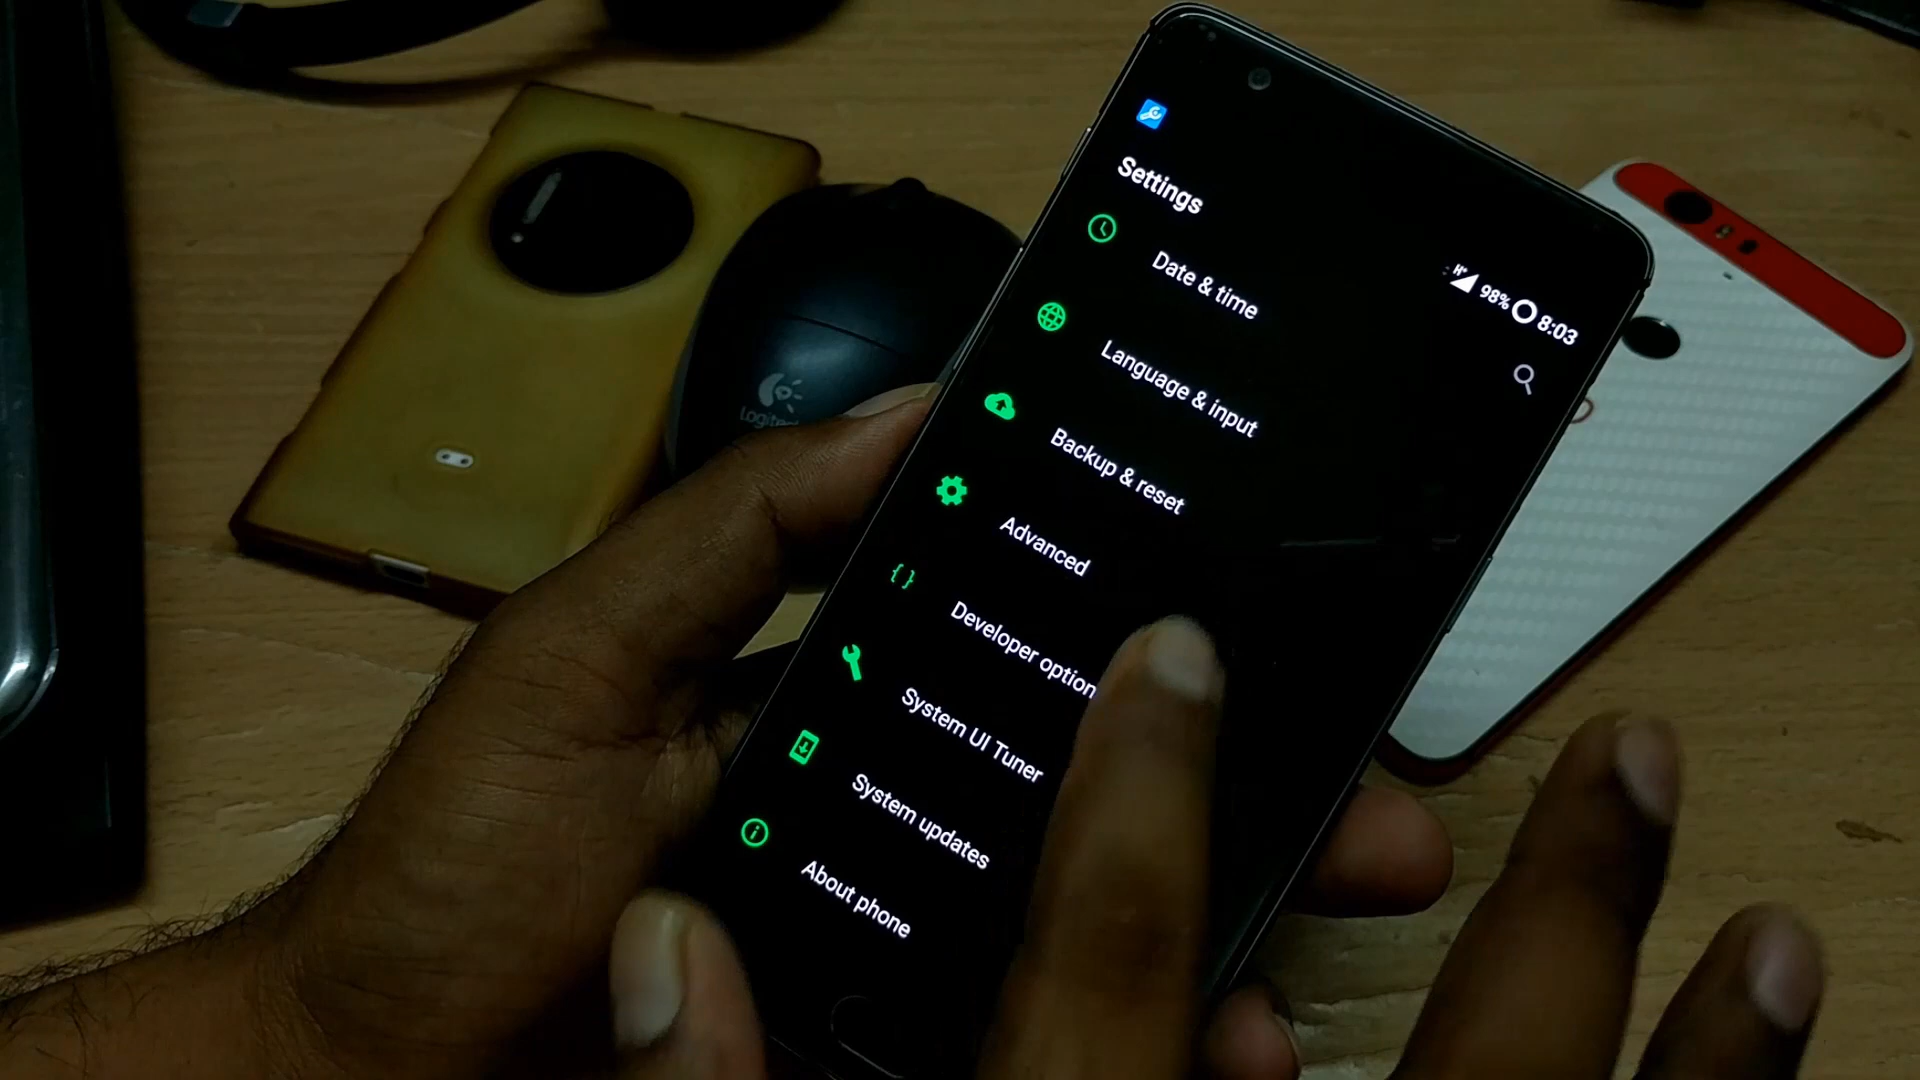 Settings
H+ 98% 8:03
Date & time
Language & input
Backup & reset
Advanced
Developer option
System UI Tuner
System updates
About phone